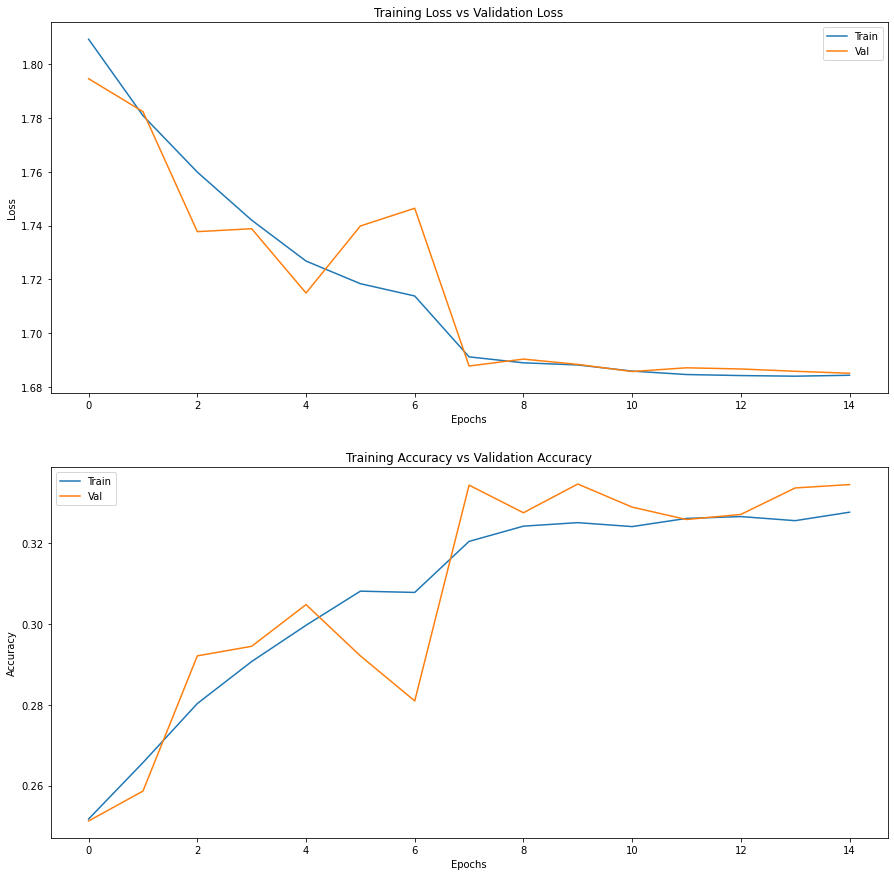 Training Loss vs Validation Loss
Train
Val
1.80
1.78
1.76
1.74
1.72
1.70
1.68
Loss
0 2 4 6 8 10 12 14
Epochs
Training Accuracy vs Validation Accuracy
Train
Val
0.32
0.30
0.28
0.26
Accuracy
0 2 4 6 8 10 12 14
Epochs